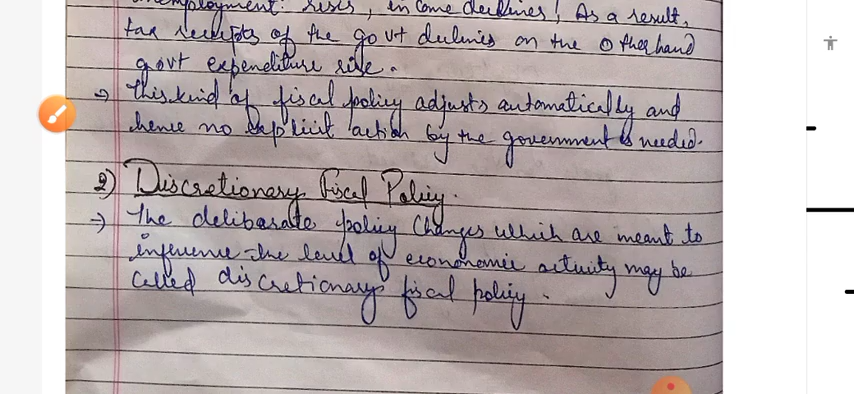 unemployment rises, income declines! As a result,
tax receipts of the govt declines on the otherhand
govt expenditure rise.
→ This kind of fiscal policy adjusts automatically and
hence no explicit action by the government is needed.
2) Discretionary Fiscal Policy.
→ The deliberate policy changes which are meant to
influence the level of economic activity may be
called discretionary fiscal policy.